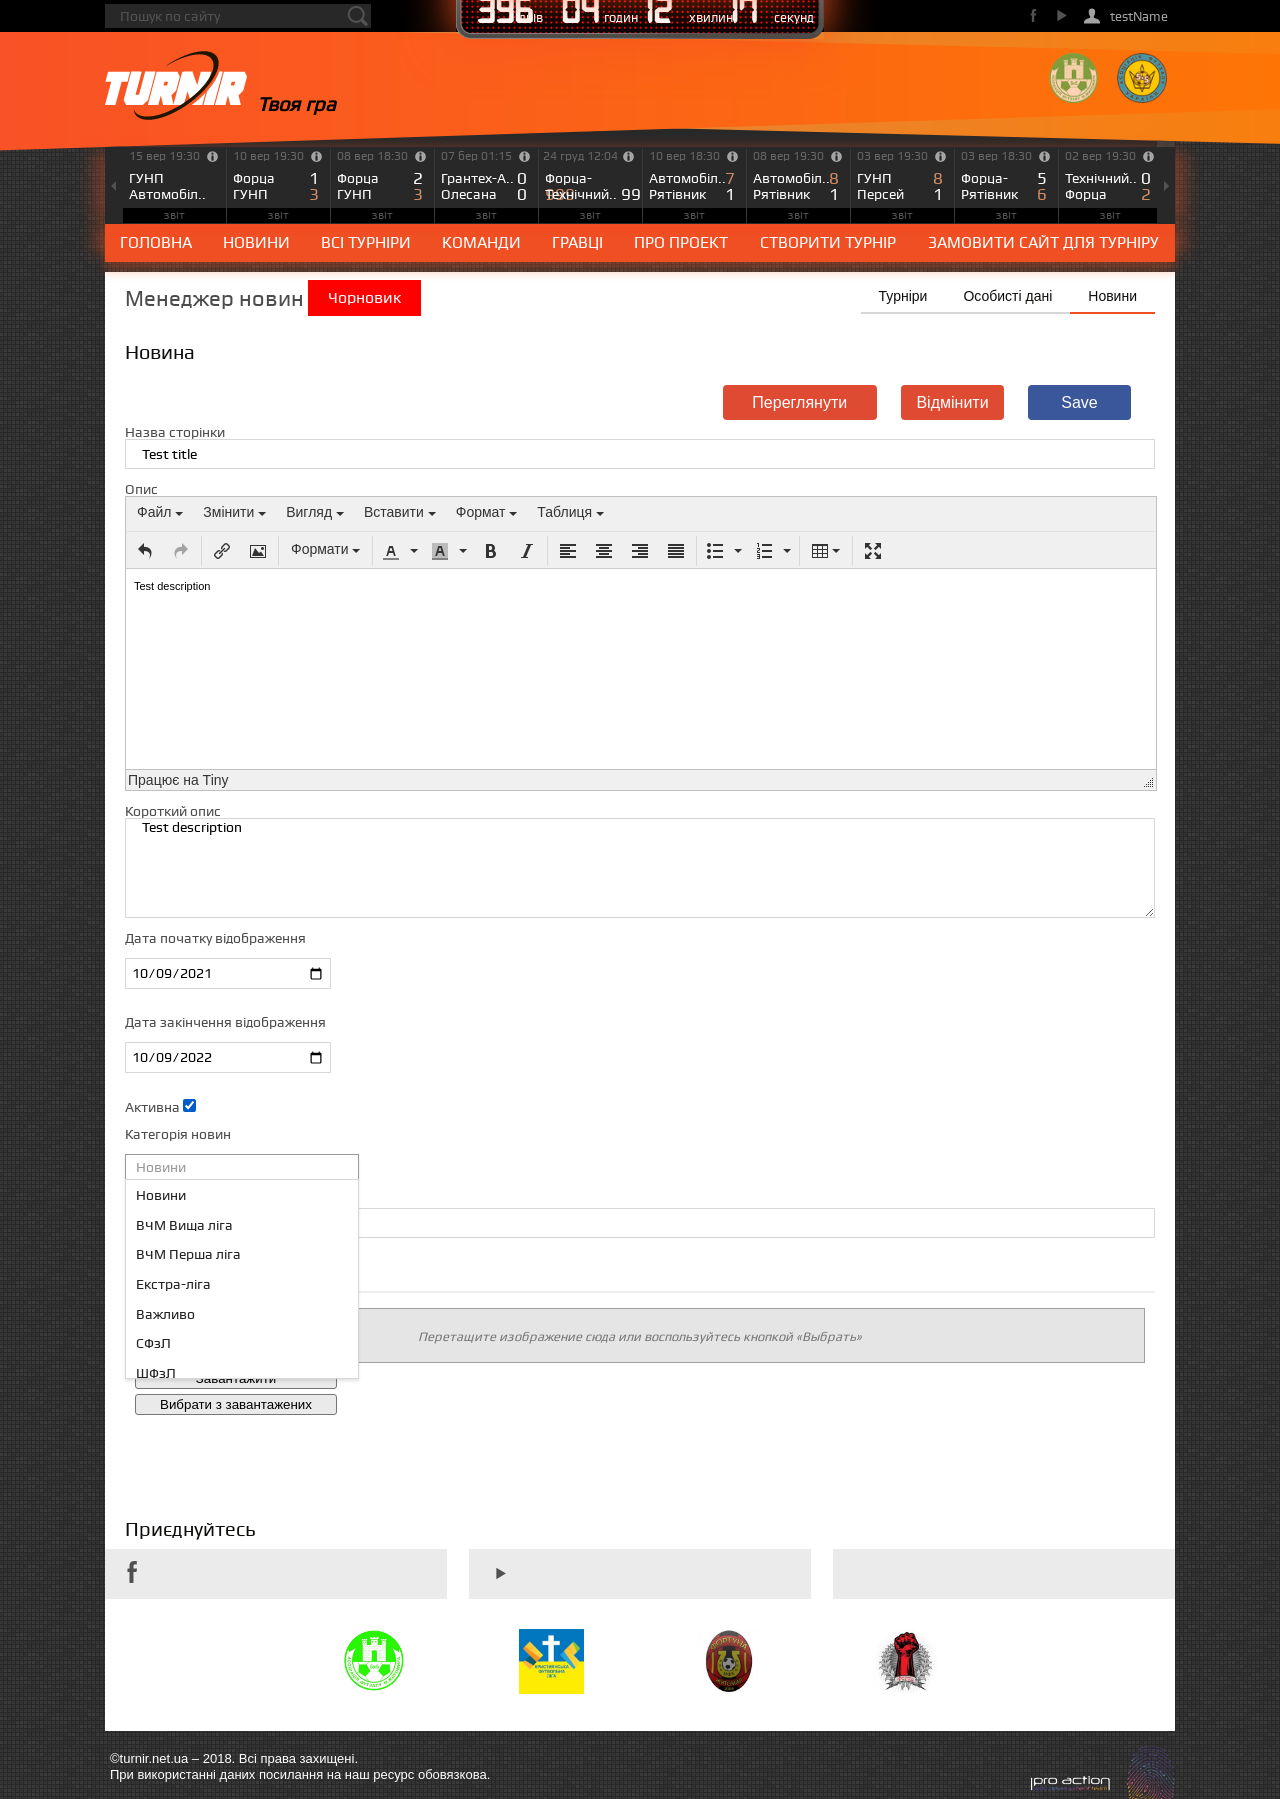 Пошук по сайту
396 днів 04 годин 12 хвилин 17 секунд
testName
TURNIR Твоя гра
15 вер 19:30 10 вер 19:30 08 вер 18:30 07 бер 01:15 24 груд 12:04 10 вер 18:30 08 вер 19:30 03 вер 19:30 03 вер 18:30 02 вер 19:30
ГУНП Форца 1 Форца 2 Грантех-А.. 0 Форца- 999 Автомобіл.. 7 Автомобіл.. 8 ГУНП 8 Форца- 5 Технічний.. 0
Автомобіл.. ГУНП 3 ГУНП 3 Олесана 0 Технічний.. 99 Рятівник 1 Рятівник 1 Персей 1 Рятівник 6 Форца 2
ЗВІТ ЗВІТ ЗВІТ ЗВІТ ЗВІТ ЗВІТ ЗВІТ ЗВІТ ЗВІТ ЗВІТ
ГОЛОВНА НОВИНИ ВСІ ТУРНІРИ КОМАНДИ ГРАВЦІ ПРО ПРОЕКТ СТВОРИТИ ТУРНІР ЗАМОВИТИ САЙТ ДЛЯ ТУРНІРУ
Менеджер новин Чорновик Турніри Особисті дані Новини
Новина
Переглянути Відмінити Save
Назва сторінки
Test title
Опис
Файл Змінити Вигляд Вставити Формат Таблиця
Формати
Test description
Працює на Tiny
Короткий опис
Test description
Дата початку відображення
10/09/2021
Дата закінчення відображення
10/09/2022
Активна
Категорія новин
Новини
Новини
ВЧМ Вища ліга
ВЧМ Перша ліга
Екстра-ліга
Важливо
СФзЛ
ШФзЛ
Перетащите изображение сюда или воспользуйтесь кнопкой «Выбрать»
Завантажити
Вибрати з завантажених
Приєднуйтесь
©turnir.net.ua – 2018. Всі права захищені.
При використанні даних посилання на наш ресурс обовязкова.
pro action